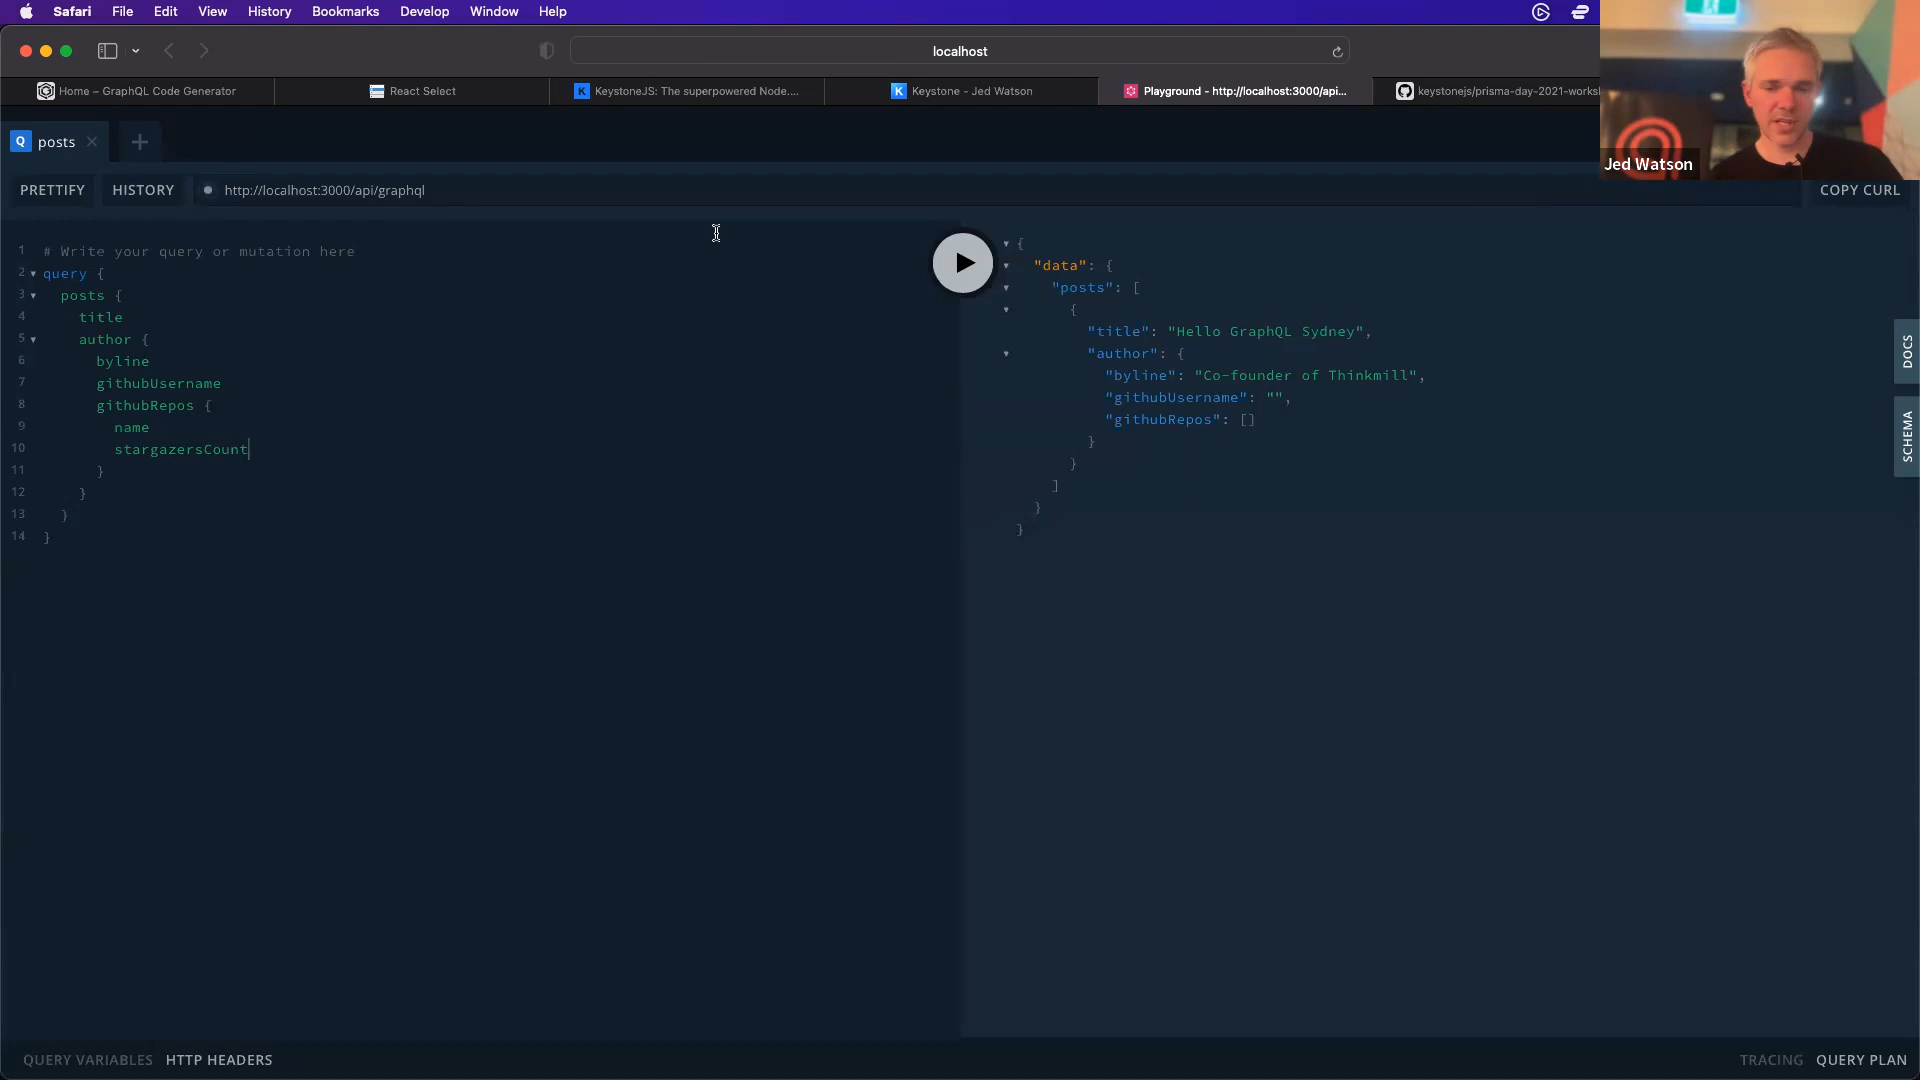 Safari File Edit View History Bookmarks Develop Window Help
localhost
Home – GraphQL Code Generator
React Select
KeystoneJS: The superpowered Node....
Keystone - Jed Watson
Playground - http://localhost:3000/api...
keystonejs/prisma-day-2021-works
Jed Watson
Q posts
PRETTIFY HISTORY http://localhost:3000/api/graphql COPY CURL
1 # Write your query or mutation here
2 query {
3 posts {
4 title
5 author {
6 byline
7 githubUsername
8 githubRepos {
9 name
10 stargazersCount
11 }
12 }
13 }
14 }
{
"data": {
"posts": [
{
"title": "Hello GraphQL Sydney",
"author": {
"byline": "Co-founder of Thinkmill",
"githubUsername": "",
"githubRepos": []
}
}
]
}
}
DOCS
SCHEMA
QUERY VARIABLES HTTP HEADERS
TRACING QUERY PLAN